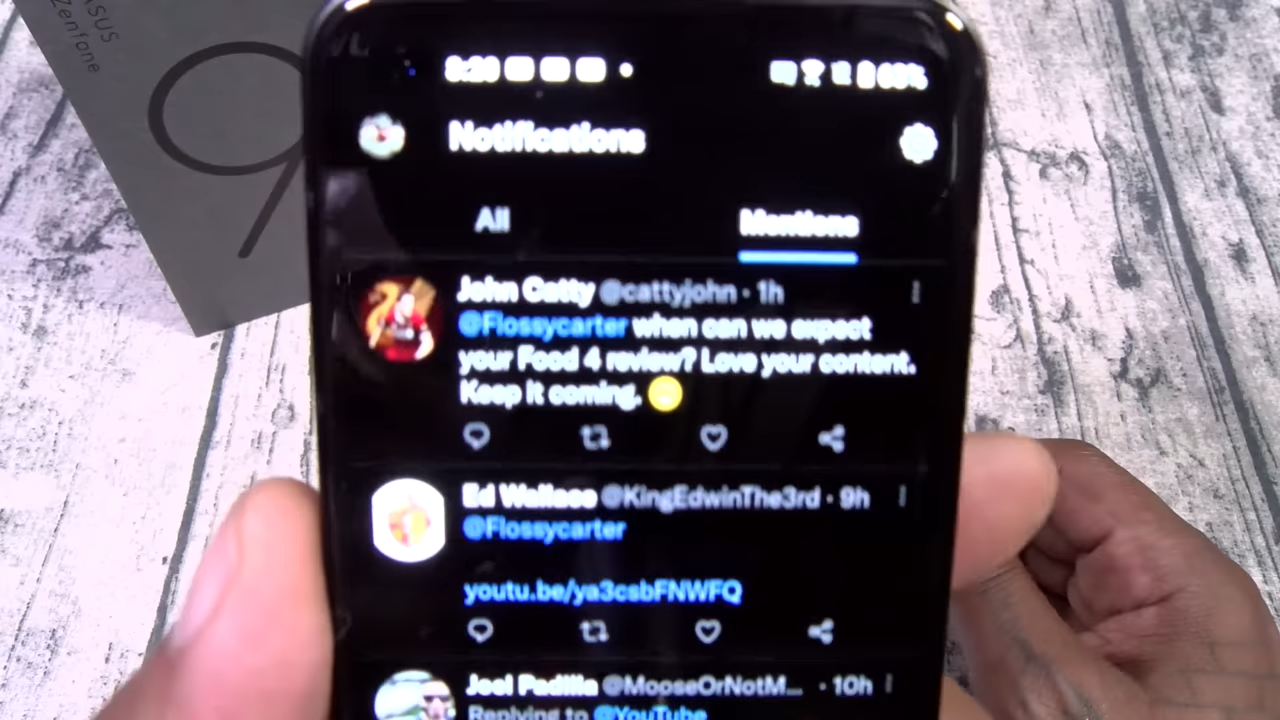 ASUS
Zenfone
9
Notifications
All
Mentions
John Catty @cattyjohn · 1h
@Flossycarter when can we expect
your Food 4 review? Love your content.
Keep it coming.
Ed Wallace @KingEdwinThe3rd · 9h
@Flossycarter
youtu.be/ya3csbFNWFQ
Joel Padilla @MooseOrNotM... · 10h
Replying to @YouTube